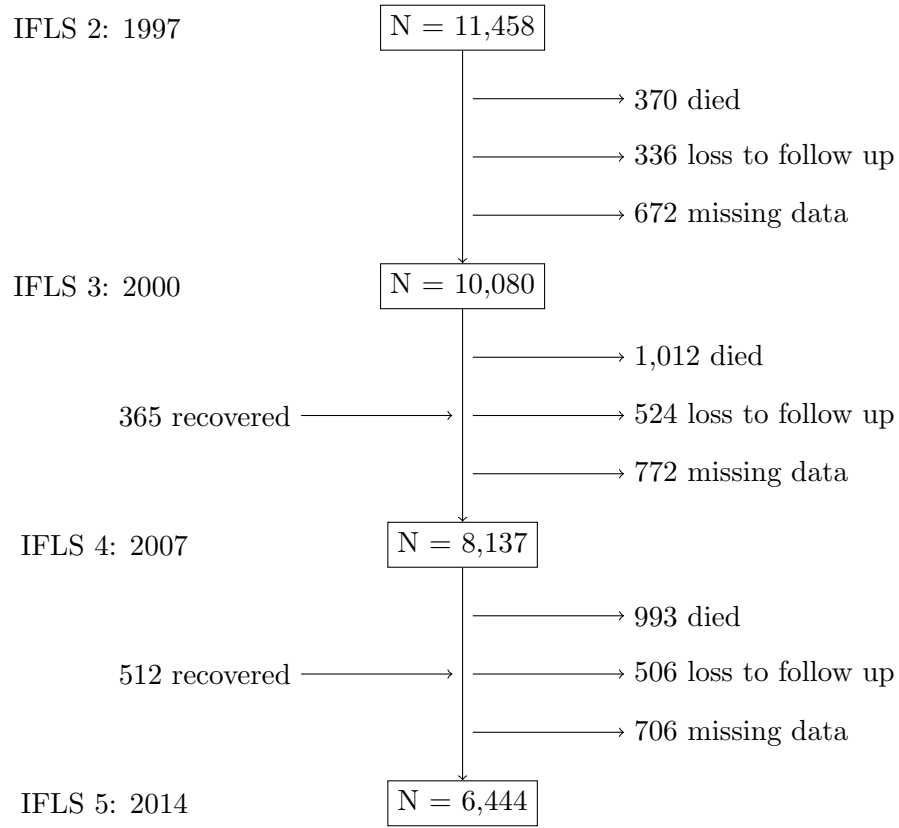 IFLS 2: 1997
N = 11,458
370 died
336 loss to follow up
672 missing data
IFLS 3: 2000
N = 10,080
1,012 died
365 recovered
524 loss to follow up
772 missing data
IFLS 4: 2007
N = 8,137
993 died
512 recovered
506 loss to follow up
706 missing data
IFLS 5: 2014
N = 6,444